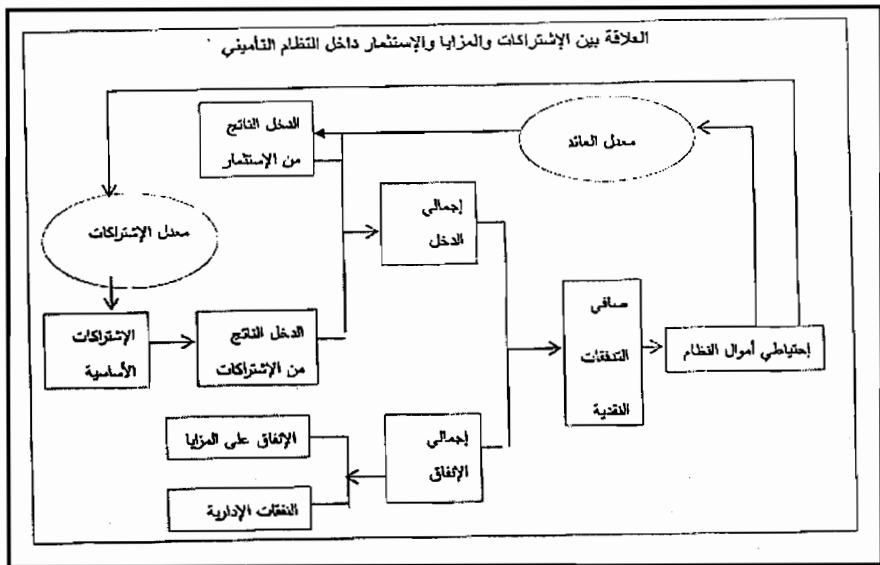 العلاقة بين الإشتراكات والمزايا والإستثمار داخل النظام التأميني
الدخل الناتج
من الإستثمار
معدل العائد
إجمالي
الدخل
معدل الإشتراكات
صافي
التدفقات
النقدية
إحتياطي أموال النظام
الدخل الناتج
من الإشتراكات
الإشتراكات
الأساسية
إجمالي
الإنفاق
الإنفاق على المزايا
النفقات الإدارية